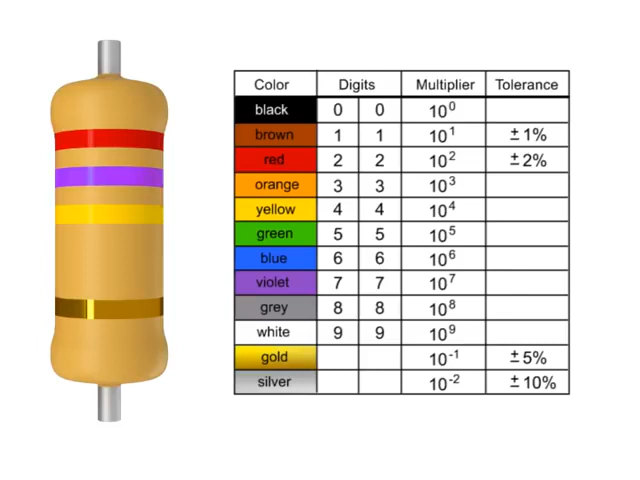 Color Digits Multiplier Tolerance
black 0 0 10⁰
brown 1 1 10¹ ±1%
red 2 2 10² ±2%
orange 3 3 10³
yellow 4 4 10⁴
green 5 5 10⁵
blue 6 6 10⁶
violet 7 7 10⁷
grey 8 8 10⁸
white 9 9 10⁹
gold 10⁻¹ ±5%
silver 10⁻² ±10%